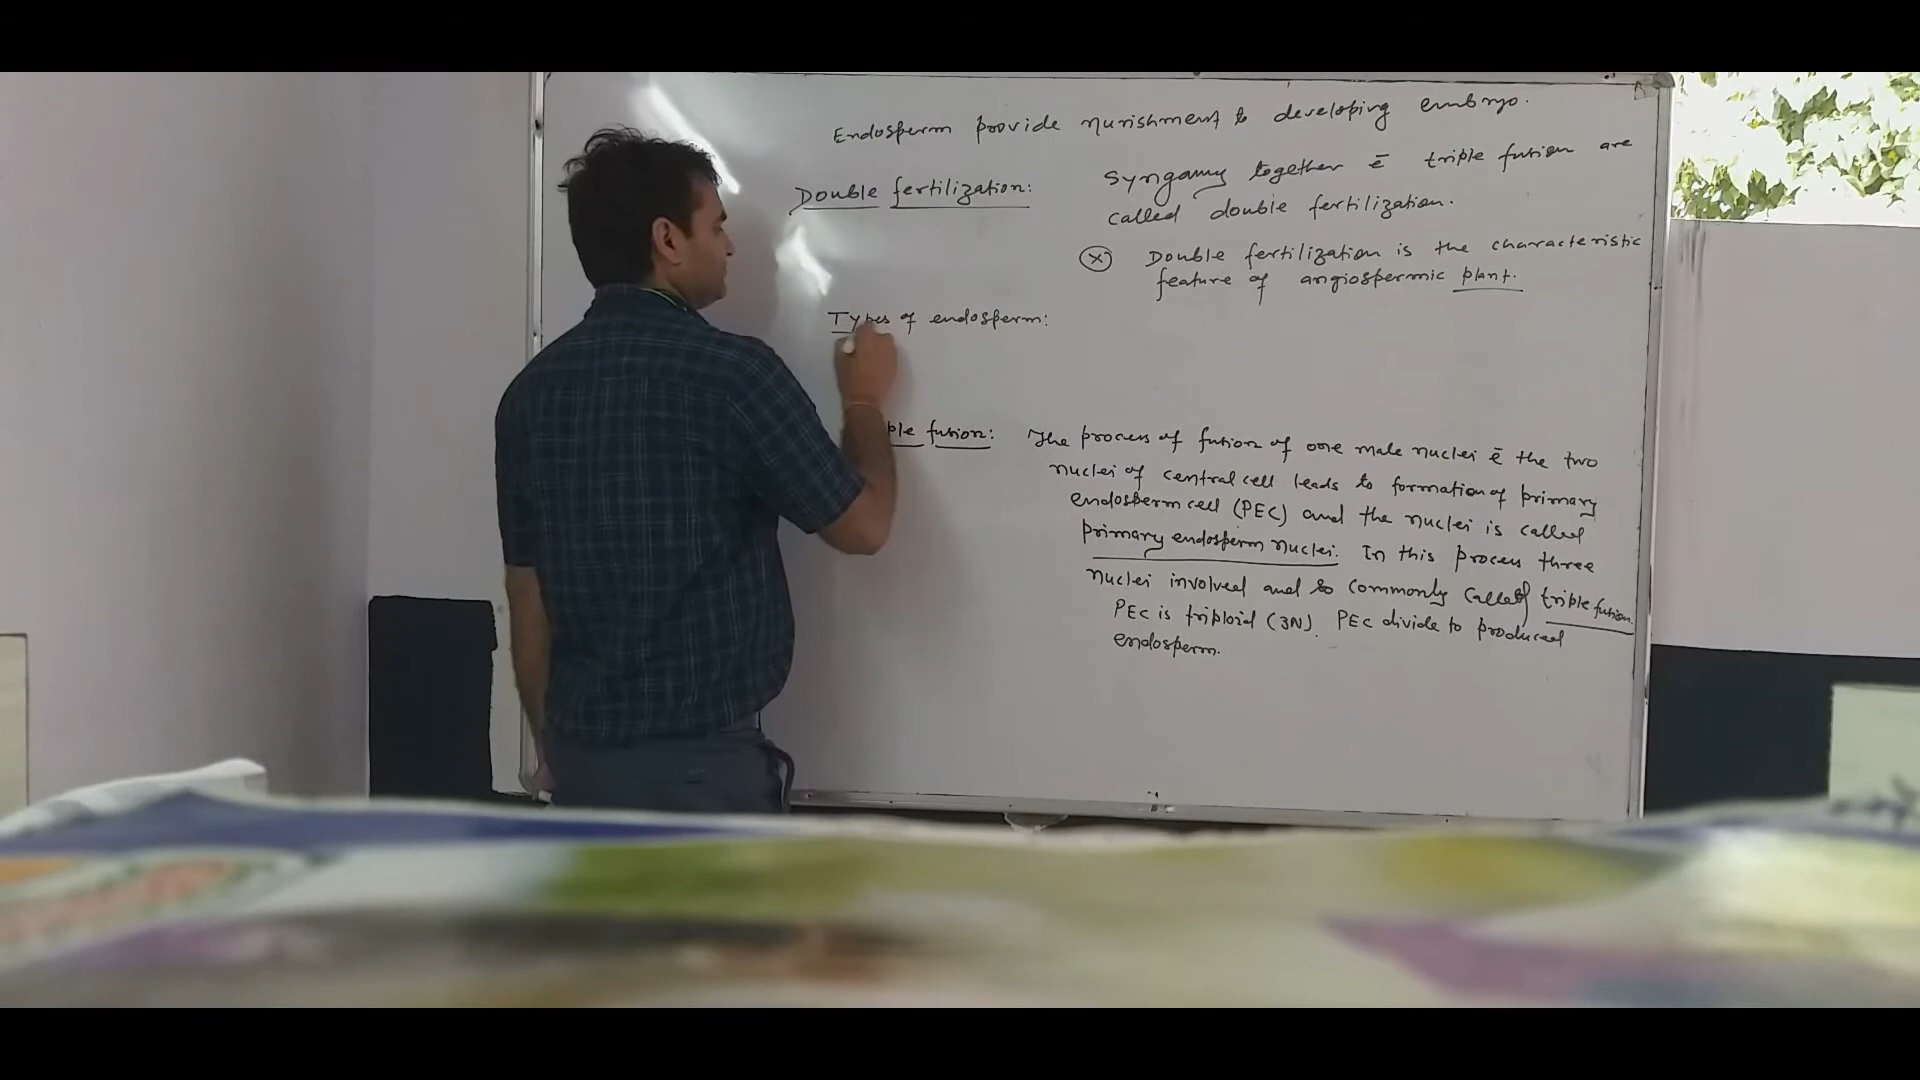 Endosperm provide nurishment to developing embryo.
Double fertilization: Syngamy together c̄ triple fusion are
called double fertilization.
(x) Double fertilization is the characteristic
feature of angiospermic plant.
Types of endosperm:
ple fusion: The process of fusion of one male nuclei c̄ the two
nuclei of central cell leads to formation of primary
endosperm cell (PEC) and the nuclei is called
primary endosperm nuclei. In this process three
nuclei involved and so commonly called triple fusion.
PEC is triploid (3N). PEC divide to produced
endosperm.